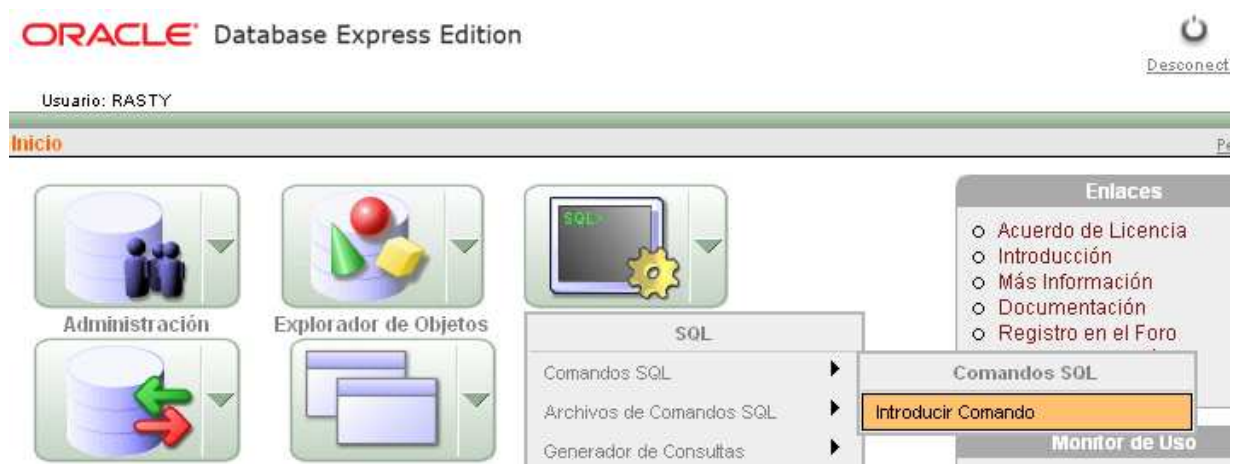 ORACLE Database Express Edition
Desconect
Usuario: RASTY
Inicio
SQL>
Administración
Explorador de Objetos
SQL
Comandos SQL
Archivos de Comandos SQL
Generador de Consultas
Comandos SQL
Introducir Comando
Enlaces
Acuerdo de Licencia
Introducción
Más Información
Documentación
Registro en el Foro
Monitor de Uso